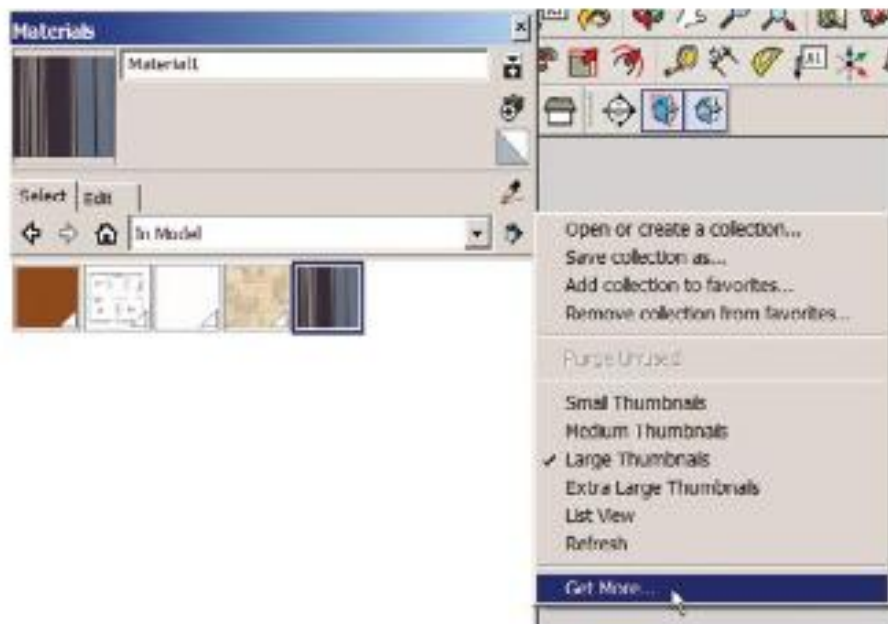 Materials
Material1
Select
Edit
In Model
Open or create a collection...
Save collection as...
Add collection to favorites...
Remove collection from favorites...
Purge Unused
Small Thumbnails
Medium Thumbnails
Large Thumbnails
Extra Large Thumbnails
List View
Refresh
Get More...